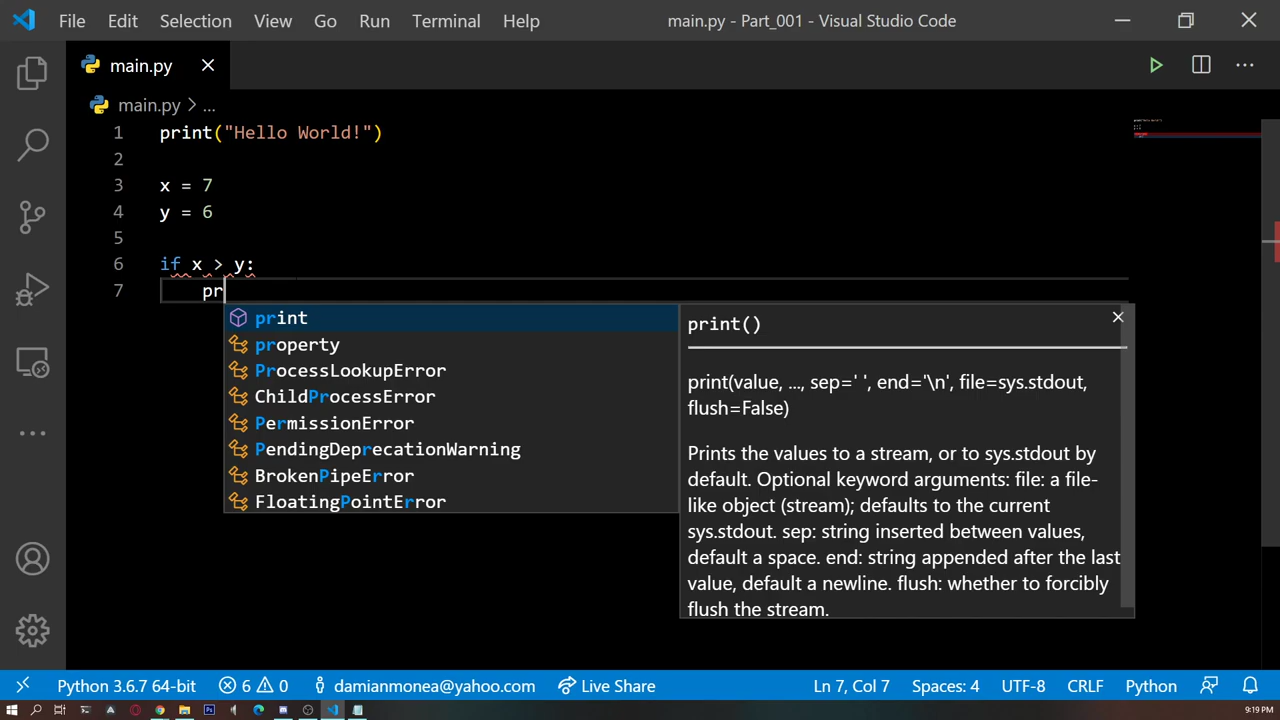 File Edit Selection View Go Run Terminal Help main.py - Part_001 - Visual Studio Code
main.py
main.py > ...
1 print("Hello World!")
2
3 x = 7
4 y = 6
5
6 if x > y:
7 pr
print
property
ProcessLookupError
ChildProcessError
PermissionError
PendingDeprecationWarning
BrokenPipeError
FloatingPointError
print()
print(value, ..., sep=' ', end='\n', file=sys.stdout,
flush=False)
Prints the values to a stream, or to sys.stdout by
default. Optional keyword arguments: file: a file-
like object (stream); defaults to the current
sys.stdout. sep: string inserted between values,
default a space. end: string appended after the last
value, default a newline. flush: whether to forcibly
flush the stream.
Python 3.6.7 64-bit 6 0 damianmonea@yahoo.com Live Share Ln 7, Col 7 Spaces: 4 UTF-8 CRLF Python
9:19 PM